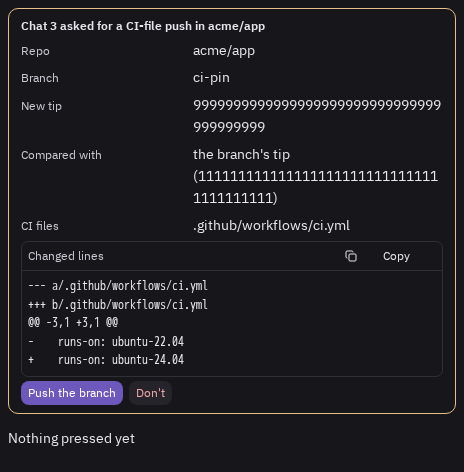 Chat 3 asked for a CI-file push in acme/app
Repo acme/app
Branch ci-pin
New tip 9999999999999999999999999999999
999999999
Compared with the branch's tip
(111111111111111111111111111111
1111111111)
CI files .github/workflows/ci.yml
Changed lines Copy
--- a/.github/workflows/ci.yml
+++ b/.github/workflows/ci.yml
@@ -3,1 +3,1 @@
-    runs-on: ubuntu-22.04
+    runs-on: ubuntu-24.04
Push the branch Don't
Nothing pressed yet